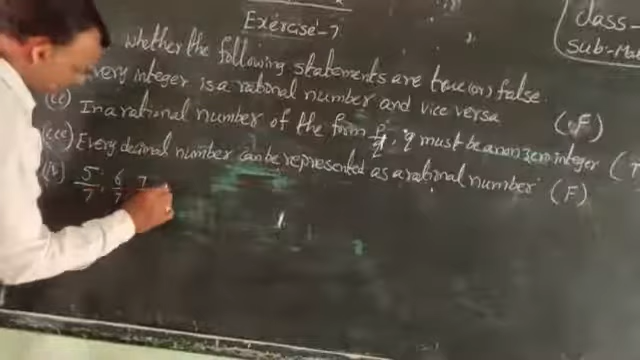 Exercise-7
class-
Sub-Mat
whether the following statements are true (or) false.
Every integer is a rational number and vice versa (F)
(ii) In a rational number of the form p/q, q must be a non zero integer (T
(iii) Every decimal number can be represented as a rational number (F)
(iv) 5/7, 6/7, 7